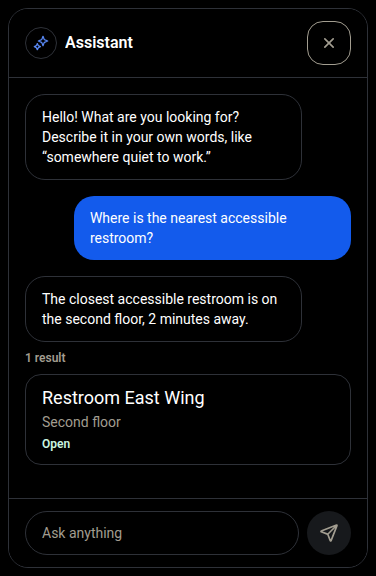 Assistant
Hello! What are you looking for?
Describe it in your own words, like
“somewhere quiet to work.”
Where is the nearest accessible
restroom?
The closest accessible restroom is on
the second floor, 2 minutes away.
1 result
Restroom East Wing
Second floor
Open
Ask anything